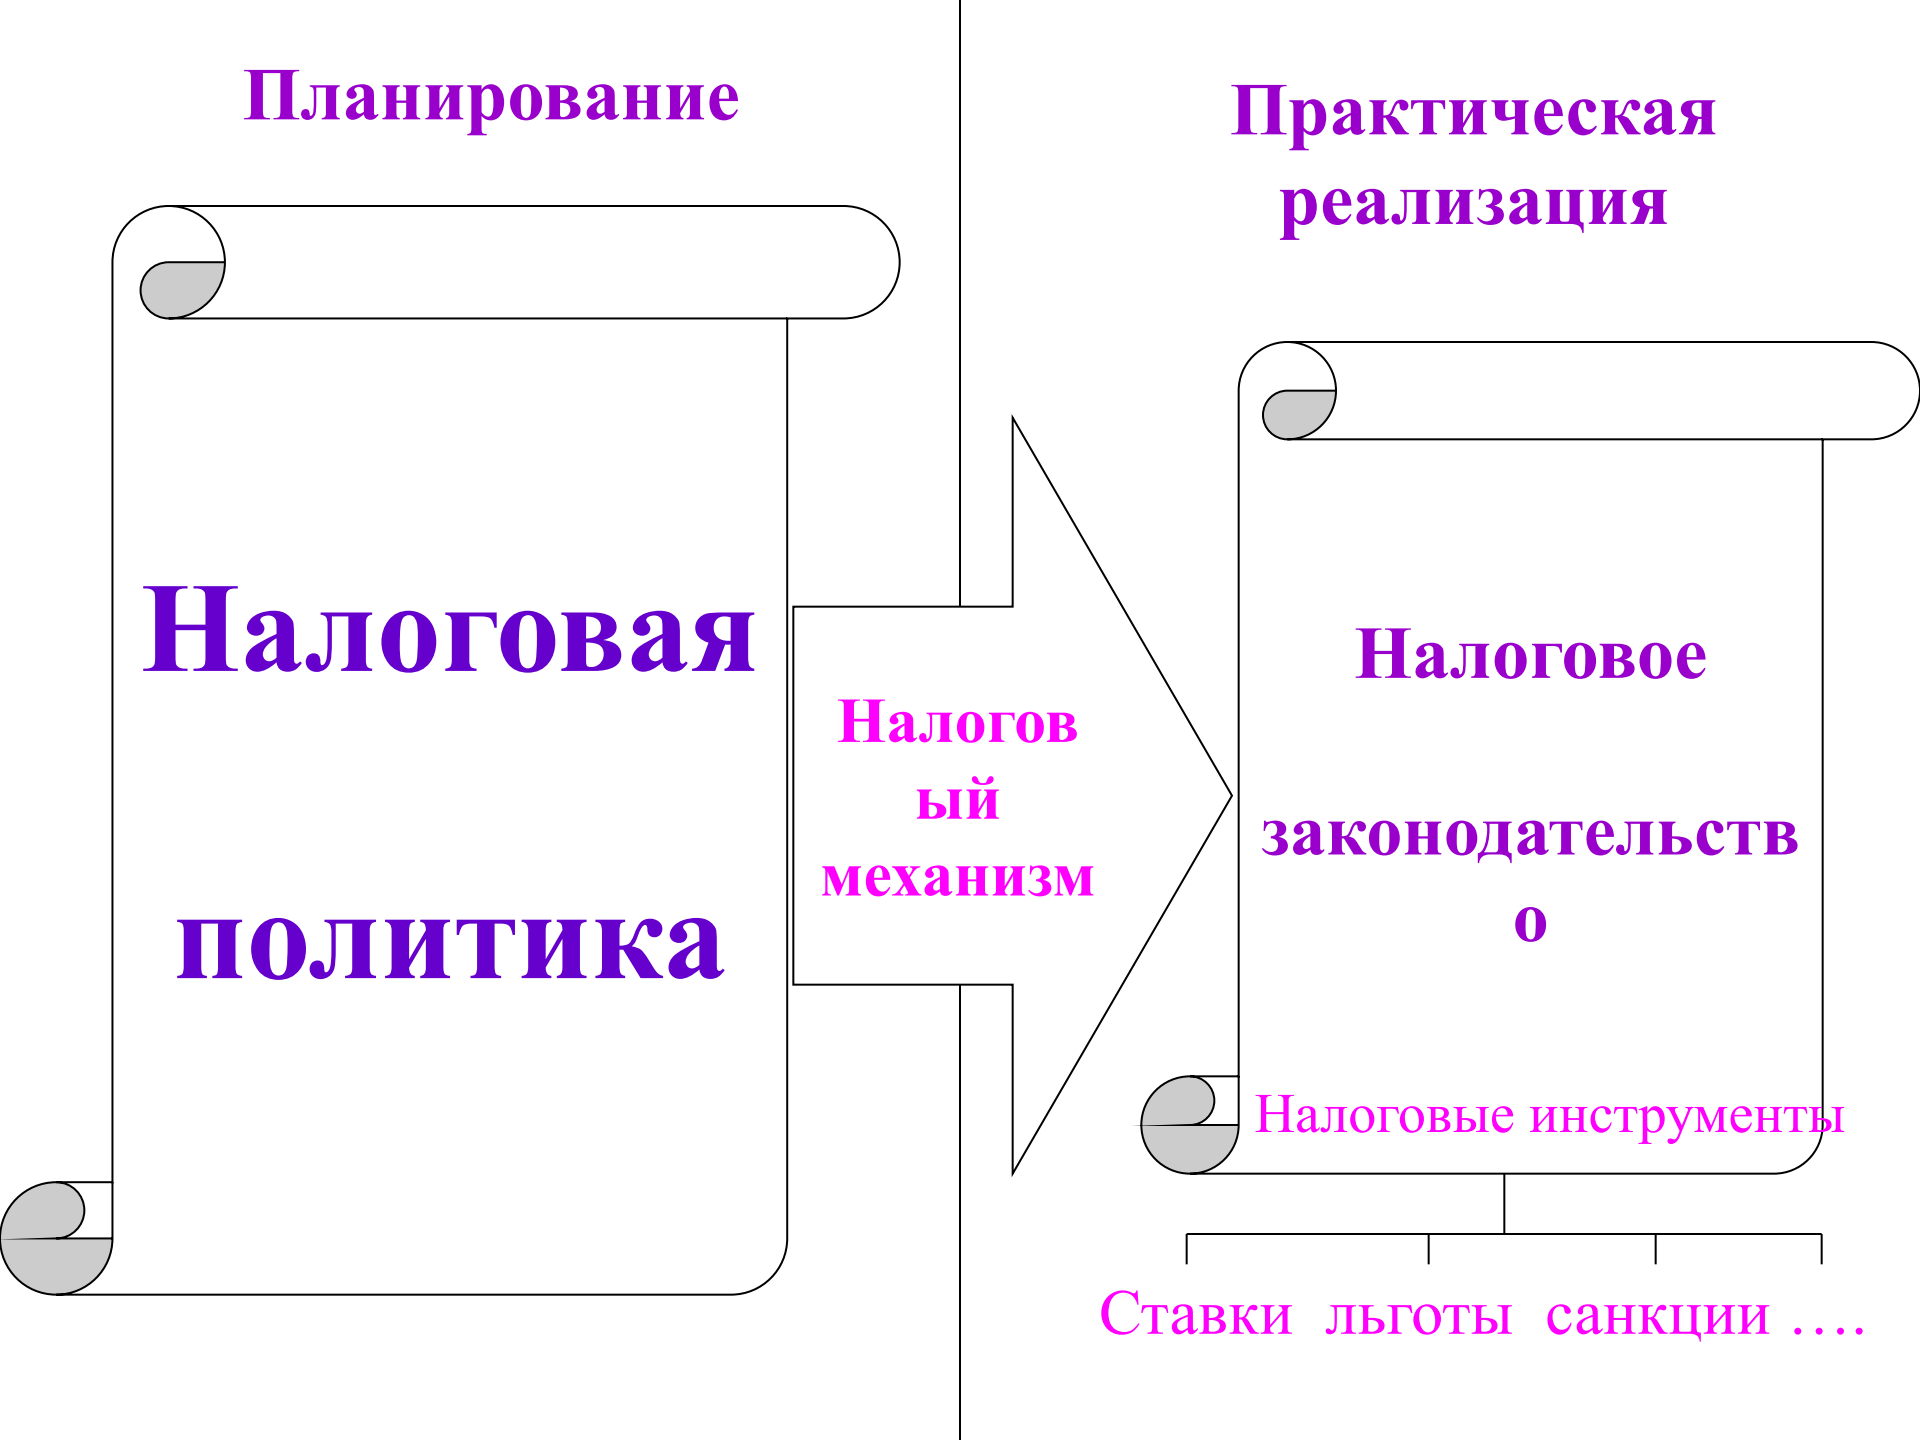 Планирование
Практическая
реализация
Налоговая
политика
Налогов
ый
механизм
Налоговое
законодательств
о
Налоговые инструменты
Ставки льготы санкции ….